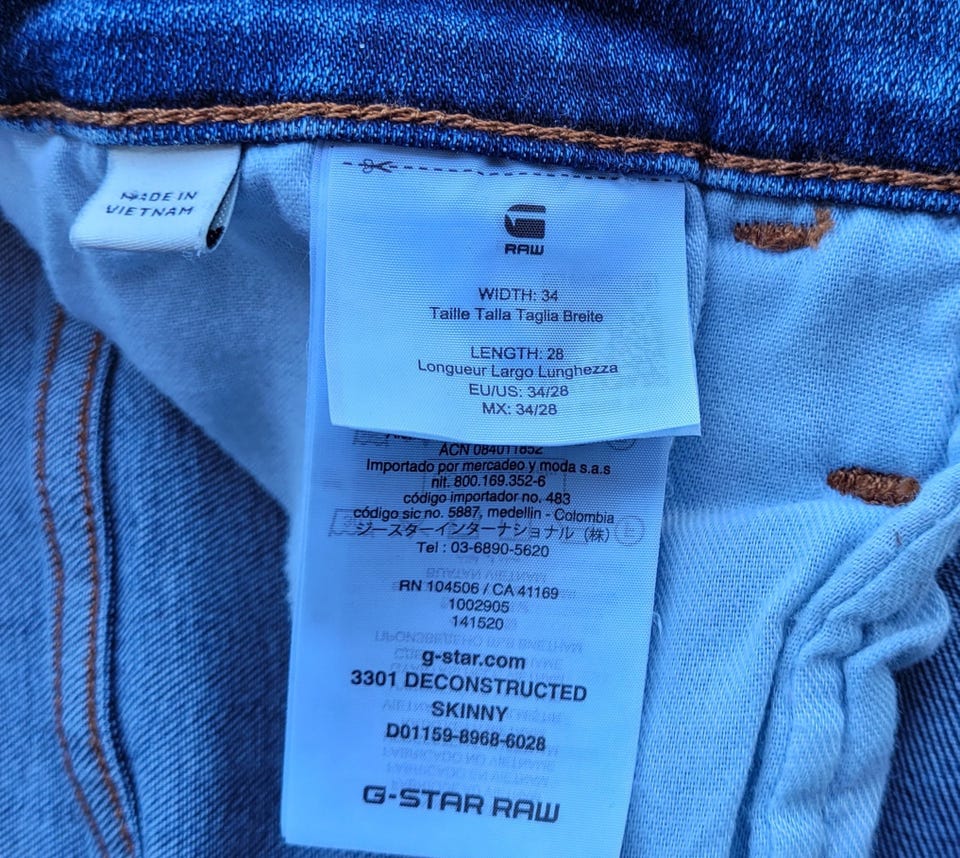 MADE IN
VIETNAM
RAW
WIDTH: 34
Taille Talla Taglia Breite
LENGTH: 28
Longueur Largo Lunghezza
EU/US: 34/28
MX: 34/28
ACN 084011852
Importado por mercadeo y moda s.a.s
nit. 800.169.352-6
código importador no. 483
código sic no. 5887, medellin - Colombia
ジースターインターナショナル (株)
Tel : 03-6890-5620
RN 104506 / CA 41169
1002905
141520
g-star.com
3301 DECONSTRUCTED
SKINNY
D01159-8968-6028
G-STAR RAW